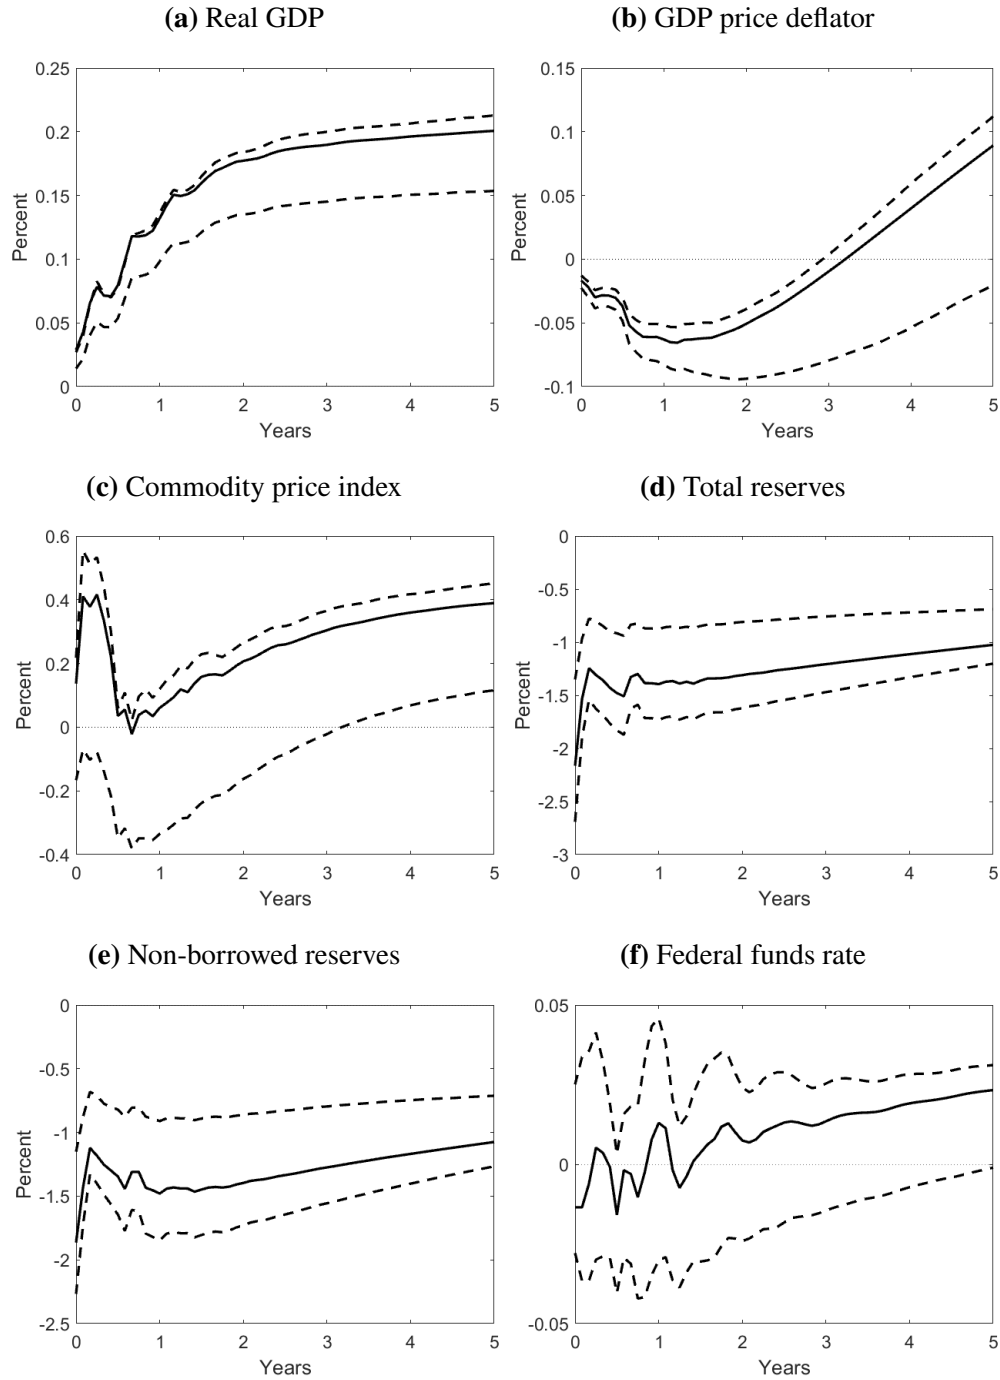 (a) Real GDP
0.25
0.2
0.15
0.1
0.05
0
Percent
0 1 2 3 4 5
Years
(b) GDP price deflator
0.15
0.1
0.05
0
-0.05
-0.1
Percent
0 1 2 3 4 5
Years
(c) Commodity price index
0.6
0.4
0.2
0
-0.2
-0.4
Percent
0 1 2 3 4 5
Years
(d) Total reserves
0
-0.5
-1
-1.5
-2
-2.5
-3
Percent
0 1 2 3 4 5
Years
(e) Non-borrowed reserves
0
-0.5
-1
-1.5
-2
-2.5
Percent
0 1 2 3 4 5
Years
(f) Federal funds rate
0.05
0
-0.05
Percent
0 1 2 3 4 5
Years